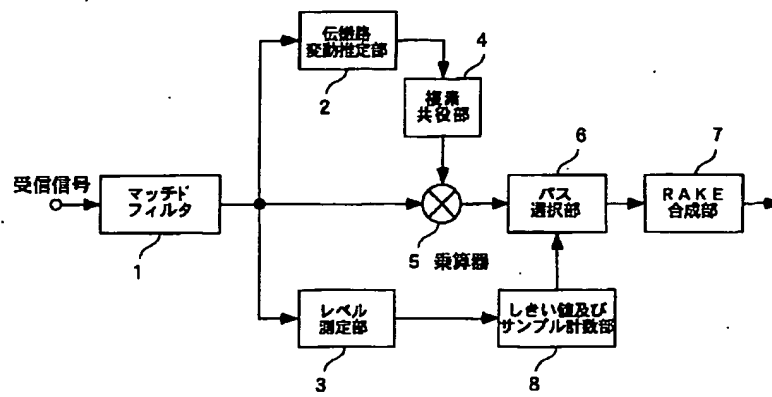 伝搬路
変動推定部
2
4
複素
共役部
6
7
受信信号
マッチド
フィルタ
1
パス
選択部
RAKE
合成部
5 乗算器
レベル
測定部
3
しきい値及び
サンプル計数部
8